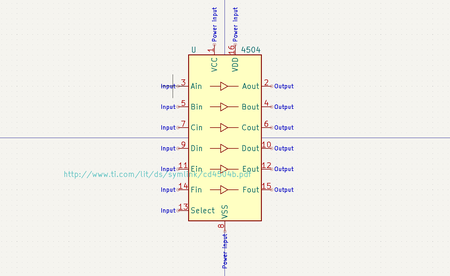 Power Input
Power Input
1
16
U
4504
VCC
VDD
Input 3 Ain Aout 2 Output
Input 5 Bin Bout 4 Output
Input 7 Cin Cout 6 Output
Input 9 Din Dout 10 Output
Input 11 Ein Eout 12 Output
http://www.ti.com/lit/ds/symlink/cd4504b.pdf
Input 14 Fin Fout 15 Output
Input 13 Select
VSS
8
Power Input